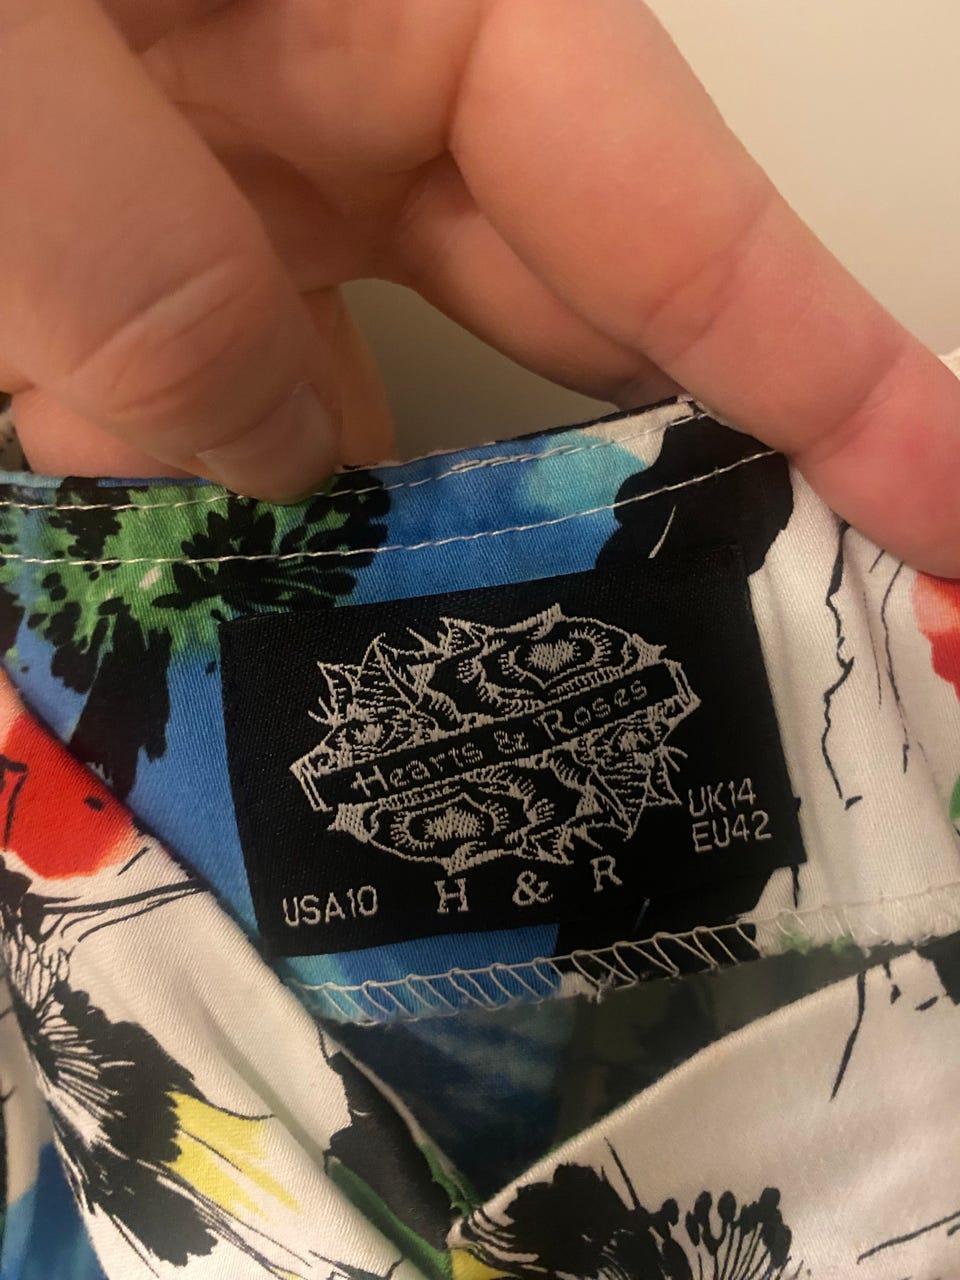 Hearts & Roses
UK14
EU42
USA10
H & R